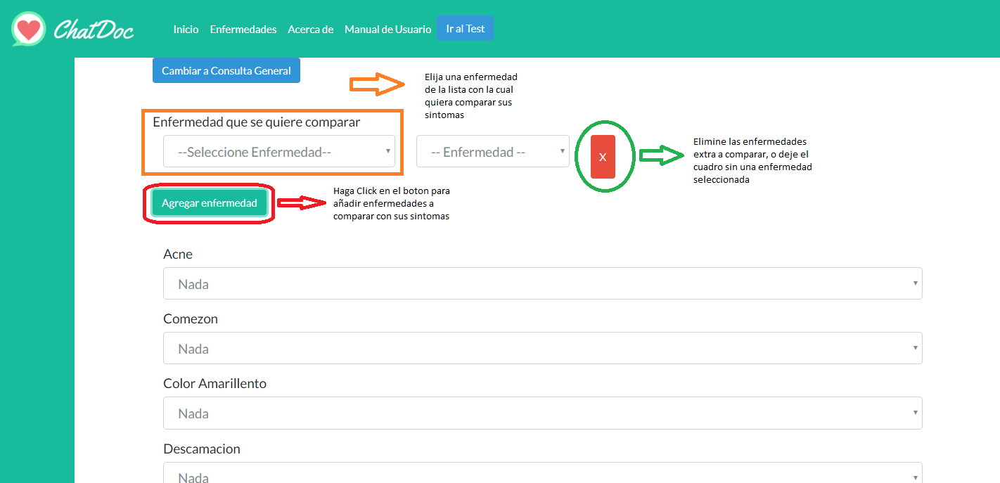 ChatDoc
Inicio Enfermedades Acerca de Manual de Usuario Ir al Test
Cambiar a Consulta General
Elija una enfermedad
de la lista con la cual
quiera comparar sus
sintomas
Enfermedad que se quiere comparar
--Seleccione Enfermedad--
-- Enfermedad --
X
Elimine las enfermedades
extra a comparar, o deje el
cuadro sin una enfermedad
seleccionada
Agregar enfermedad
Haga Click en el boton para
añadir enfermedades a
comparar con sus sintomas
Acne
Nada
Comezon
Nada
Color Amarillento
Nada
Descamacion
Nada